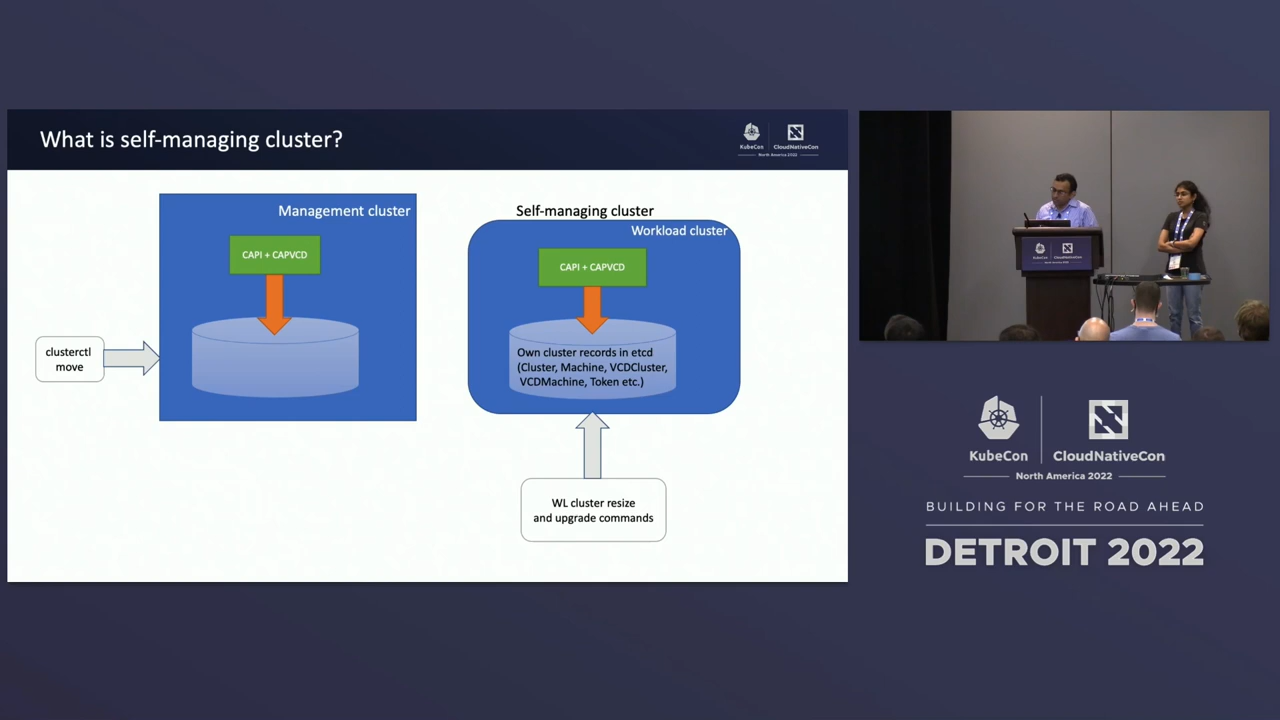 What is self-managing cluster?
KubeCon
CloudNativeCon
North America 2022
Management cluster
CAPI + CAPVCD
clusterctl
move
Self-managing cluster
Workload cluster
CAPI + CAPVCD
Own cluster records in etcd
(Cluster, Machine, VCDCluster,
VCDMachine, Token etc.)
WL cluster resize
and upgrade commands
KubeCon
CloudNativeCon
North America 2022
BUILDING FOR THE ROAD AHEAD
DETROIT 2022